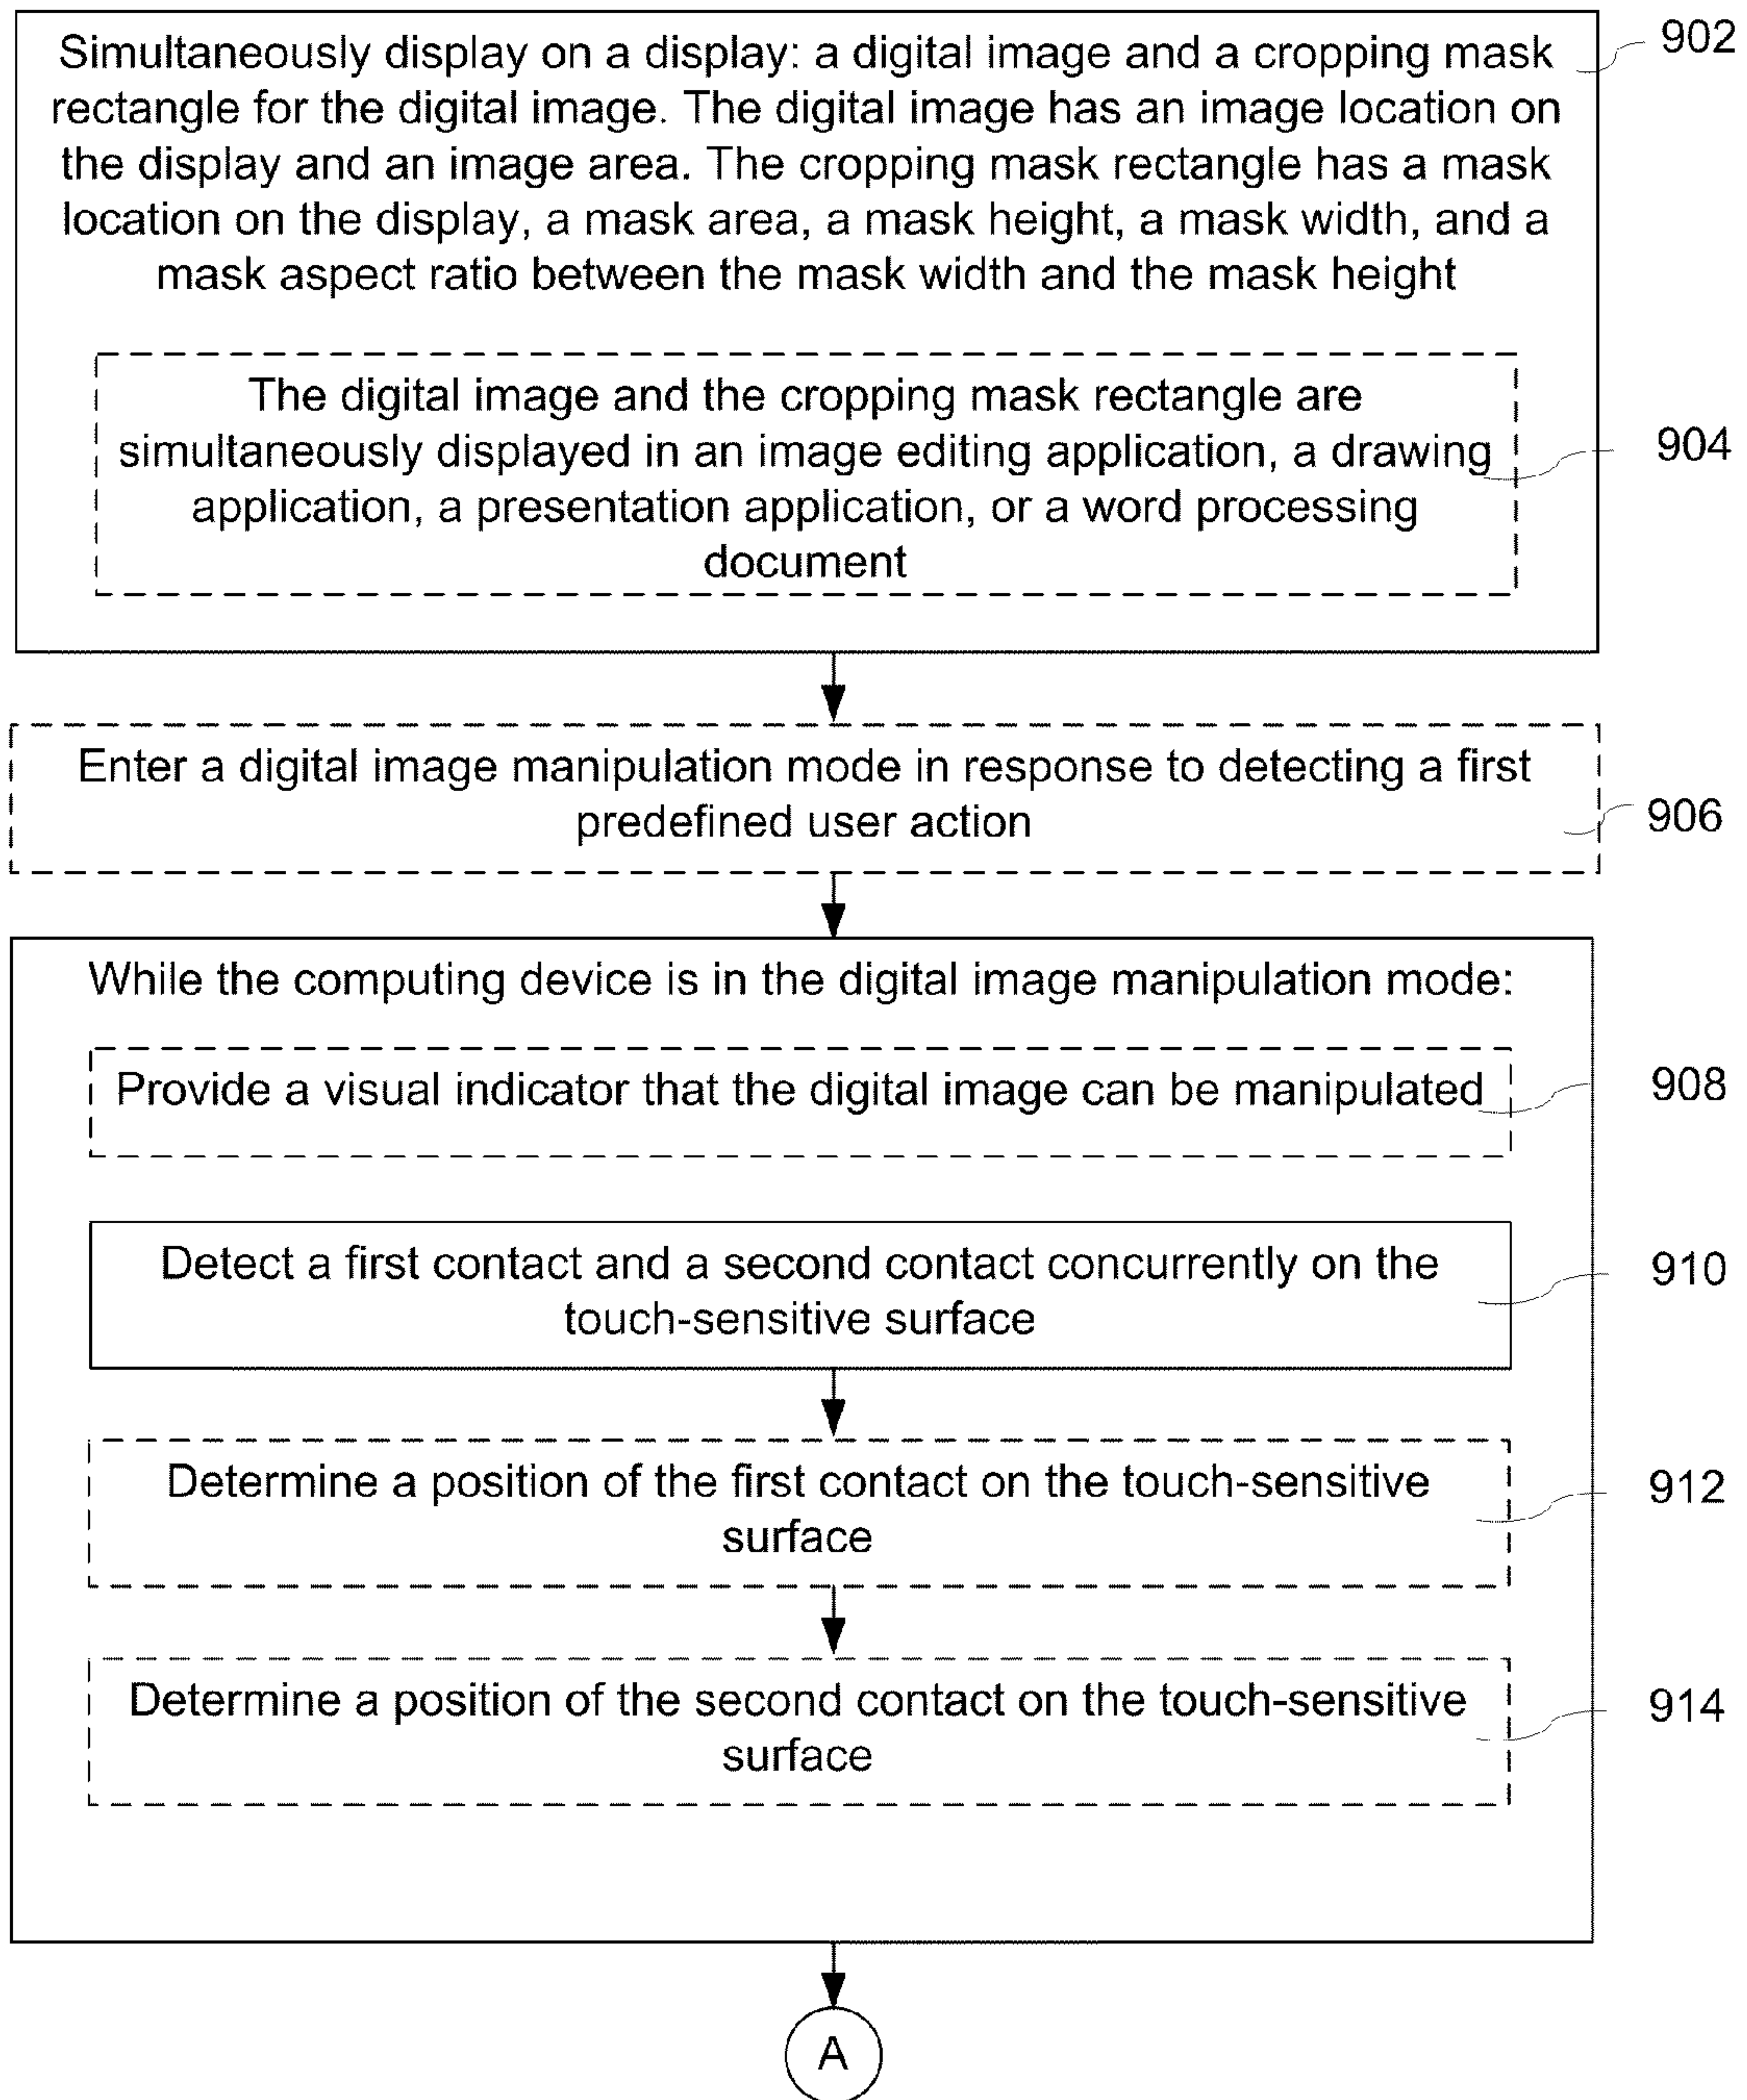 Simultaneously display on a display: a digital image and a cropping mask
rectangle for the digital image. The digital image has an image location on
the display and an image area. The cropping mask rectangle has a mask
location on the display, a mask area, a mask height, a mask width, and a
mask aspect ratio between the mask width and the mask height
902
The digital image and the cropping mask rectangle are
simultaneously displayed in an image editing application, a drawing
application, a presentation application, or a word processing
document
904
Enter a digital image manipulation mode in response to detecting a first
predefined user action
906
While the computing device is in the digital image manipulation mode:
Provide a visual indicator that the digital image can be manipulated
908
Detect a first contact and a second contact concurrently on the
touch-sensitive surface
910
Determine a position of the first contact on the touch-sensitive
surface
912
Determine a position of the second contact on the touch-sensitive
surface
914
A